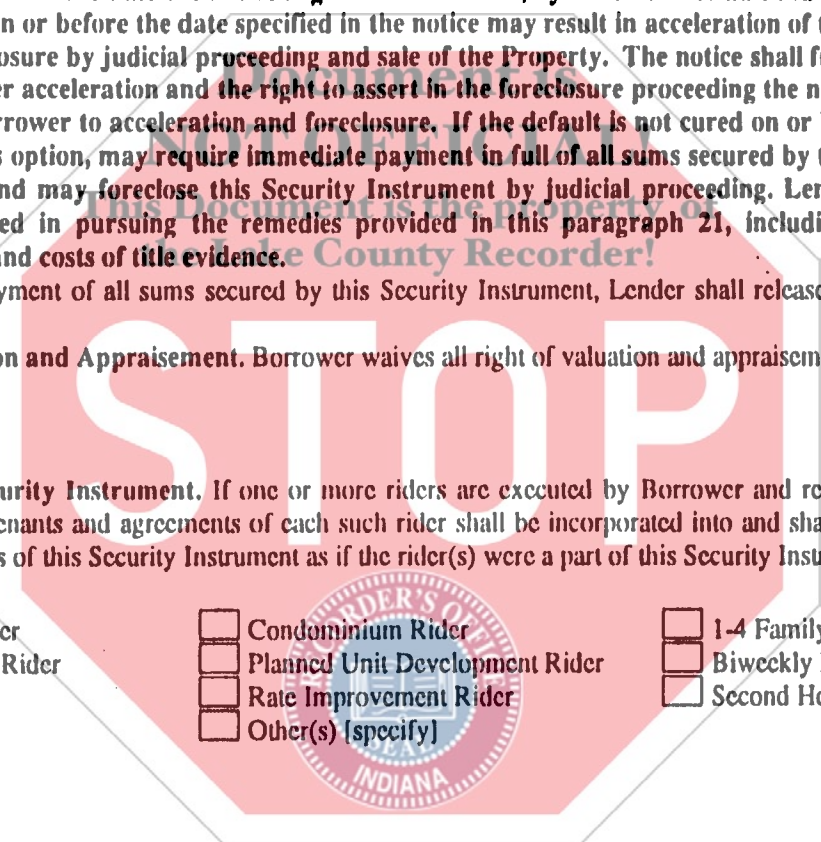 n or before the date specified in the notice may result in acceleration of
osure by judicial proceeding and sale of the Property. The notice shall
er acceleration and the right to assert in the foreclosure proceeding the
rrower to acceleration and foreclosure. If the default is not cured on or
s option, may require immediate payment in full of all sums secured by
nd may foreclose this Security Instrument by judicial proceeding. Len
ed in pursuing the remedies provided in this paragraph 21, includi
nd costs of title evidence.
yment of all sums secured by this Security Instrument, Lender shall release
on and Appraisement. Borrower waives all right of valuation and appraisem
urity Instrument. If one or more riders are executed by Borrower and re
enants and agreements of each such rider shall be incorporated into and sha
s of this Security Instrument as if the rider(s) were a part of this Security Instru
er
Condominium Rider
1-4 Family
Rider
Planned Unit Development Rider
Biweekly
Rate Improvement Rider
Second Ho
Other(s) [specify]
Document is
NOT OFFICIAL!
This Document is the property of
the Lake County Recorder!
STOP
RECORDER'S OFFICE
SEAL
INDIANA